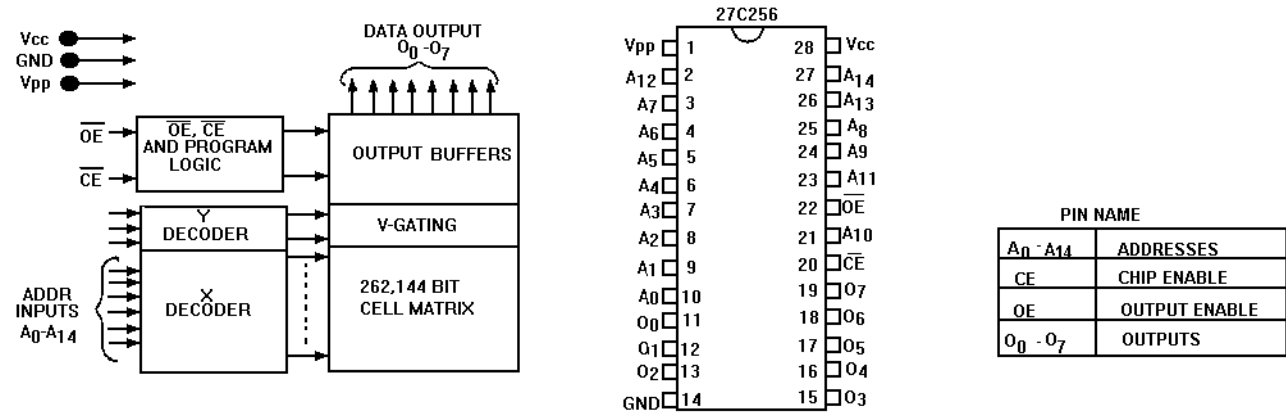 Vcc
GND
Vpp
DATA OUTPUT
O0 -O7
OE
CE
OE, CE
AND PROGRAM
LOGIC
OUTPUT BUFFERS
Y
DECODER
V-GATING
ADDR
INPUTS
A0-A14
X
DECODER
262,144 BIT
CELL MATRIX
27C256
Vpp 1 28 Vcc
A12 2 27 A14
A7 3 26 A13
A6 4 25 A8
A5 5 24 A9
A4 6 23 A11
A3 7 22 OE
A2 8 21 A10
A1 9 20 CE
A0 10 19 O7
O0 11 18 O6
O1 12 17 O5
O2 13 16 O4
GND 14 15 O3
PIN NAME
A0 - A14 ADDRESSES
CE CHIP ENABLE
OE OUTPUT ENABLE
O0 - O7 OUTPUTS